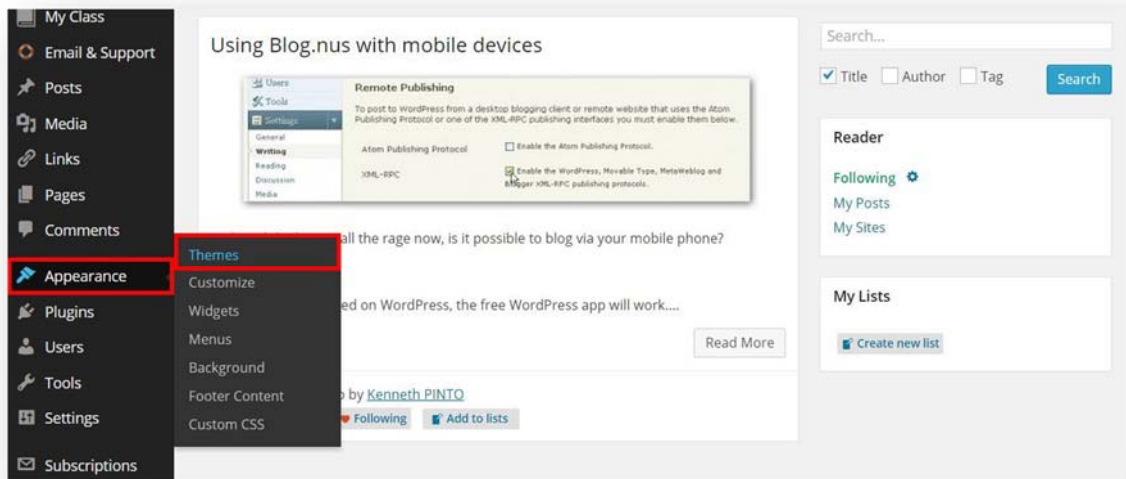 My Class
Email & Support
Posts
Media
Links
Pages
Comments
Appearance
Plugins
Users
Tools
Settings
Subscriptions
Themes
Customize
Widgets
Menus
Background
Footer Content
Custom CSS
Using Blog.nus with mobile devices
Users
Tools
Settings
General
Writing
Reading
Discussion
Media
Remote Publishing
To post to WordPress from a desktop blogging client or remote website that uses the Atom
Publishing Protocol or one of the XML-RPC publishing interfaces you must enable them below.
Atom Publishing Protocol
Enable the Atom Publishing Protocol.
XML-RPC
Enable the WordPress, Movable Type, MetaWeblog and
Blogger XML-RPC publishing protocols.
all the rage now, is it possible to blog via your mobile phone?
ed on WordPress, the free WordPress app will work....
Read More
by Kenneth PINTO
Following
Add to lists
Search...
Title
Author
Tag
Search
Reader
Following
My Posts
My Sites
My Lists
Create new list